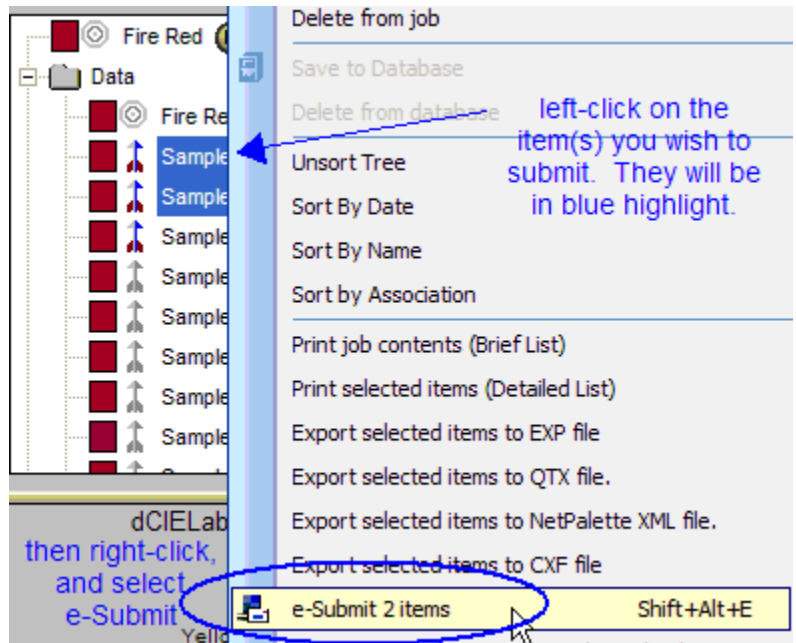 Fire Red
Data
Fire Re
Sample
Sample
Sample
Sample
Sample
Sample
Sample
Sample
dCIELab
then right-click,
and select
e-Submit
Yello
Delete from job
Save to Database
Delete from database
Unsort Tree
Sort By Date
Sort By Name
Sort by Association
Print job contents (Brief List)
Print selected items (Detailed List)
Export selected items to EXP file
Export selected items to QTX file.
Export selected items to NetPalette XML file.
Export selected items to CXF file
e-Submit 2 items Shift+Alt+E
left-click on the
item(s) you wish to
submit. They will be
in blue highlight.